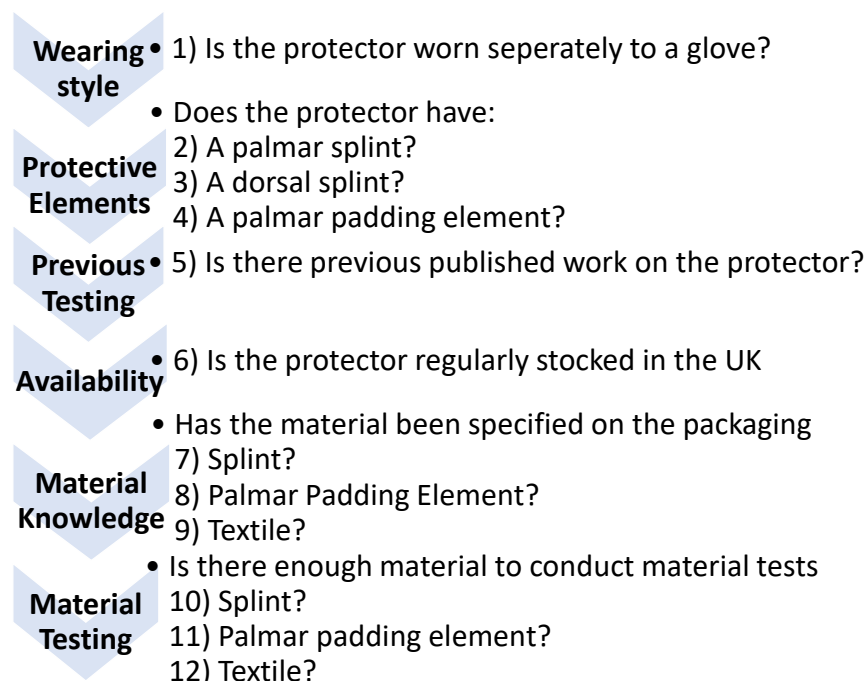 Wearing style
• 1) Is the protector worn seperately to a glove?
Protective Elements
• Does the protector have:
2) A palmar splint?
3) A dorsal splint?
4) A palmar padding element?
Previous Testing
• 5) Is there previous published work on the protector?
Availability
• 6) Is the protector regularly stocked in the UK
Material Knowledge
• Has the material been specified on the packaging
7) Splint?
8) Palmar Padding Element?
9) Textile?
Material Testing
• Is there enough material to conduct material tests
10) Splint?
11) Palmar padding element?
12) Textile?